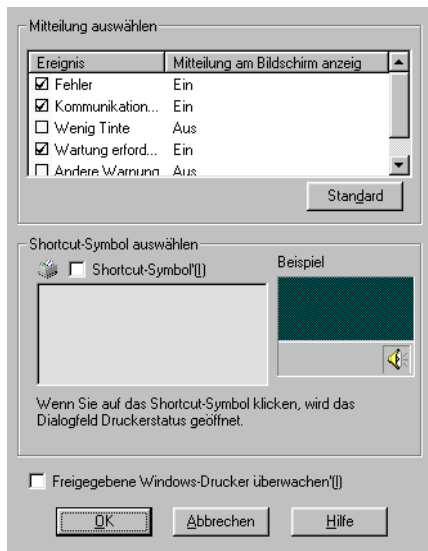 Mitteilung auswählen
Ereignis Mitteilung am Bildschirm anzeig
Fehler Ein
Kommunikation... Ein
Wenig Tinte Aus
Wartung erford... Ein
Andere Warnung Aus
Standard
Shortcut-Symbol auswählen
Shortcut-Symbol'(I)
Beispiel
Wenn Sie auf das Shortcut-Symbol klicken, wird das
Dialogfeld Druckerstatus geöffnet.
Freigegebene Windows-Drucker überwachen'(I)
OK Abbrechen Hilfe